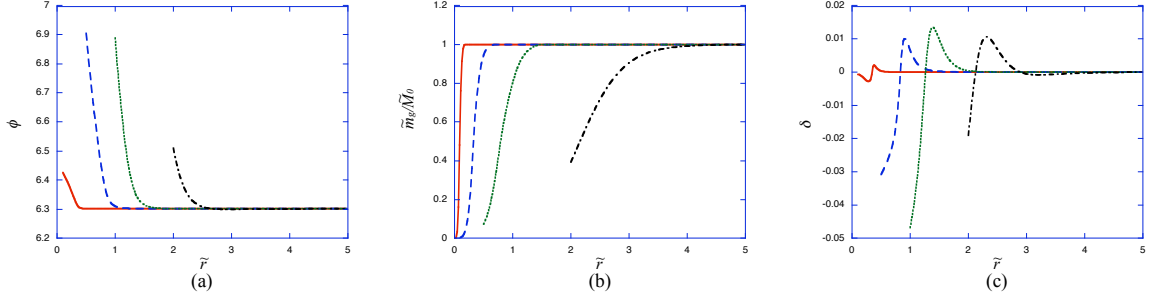 7
6.9
6.8
6.7
6.6
6.5
6.4
6.3
6.2
ϕ
0 1 2 3 4 5
r̃
(a)
1.2
1
0.8
0.6
0.4
0.2
0
m̃g/M̃0
0 1 2 3 4 5
r̃
(b)
0.02
0.01
0
-0.01
-0.02
-0.03
-0.04
-0.05
δ
0 1 2 3 4 5
r̃
(c)